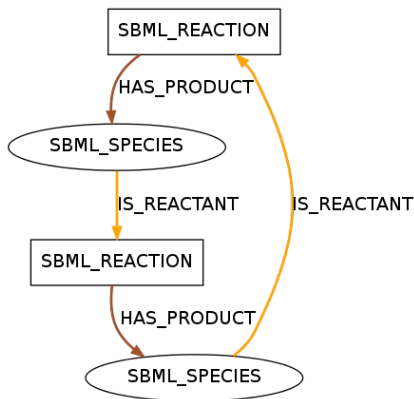 SBML_REACTION
HAS_PRODUCT
SBML_SPECIES
IS_REACTANT
IS_REACTANT
SBML_REACTION
HAS_PRODUCT
SBML_SPECIES